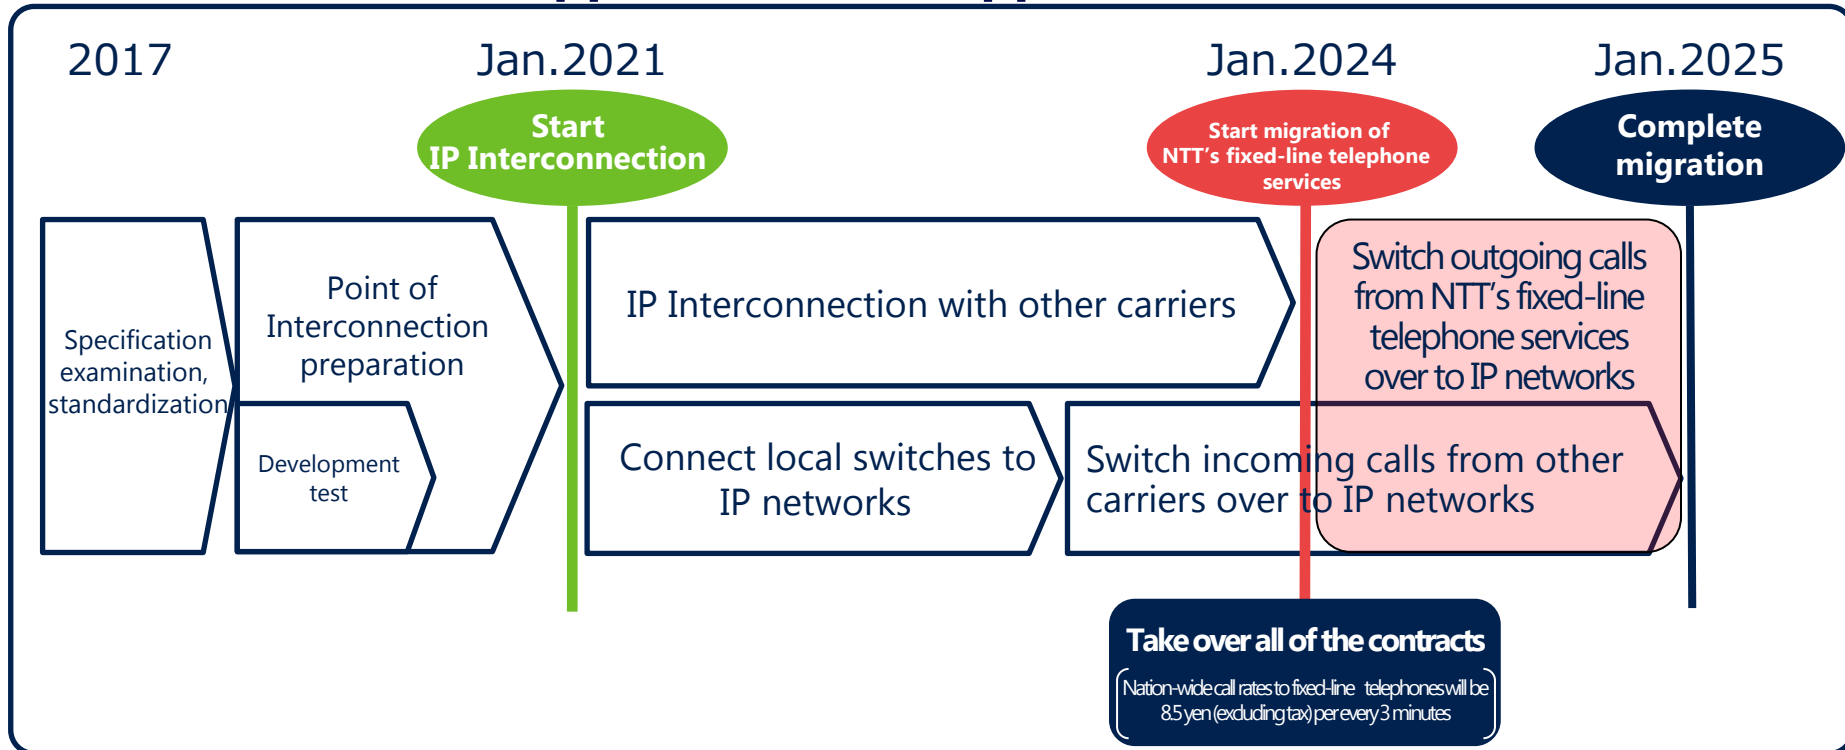 2017
Jan.2021
Jan.2024
Jan.2025
Start
IP Interconnection
Start migration of
NTT's fixed-line telephone
services
Complete
migration
Specification
examination,
standardization
Point of
Interconnection
preparation
Development
test
IP Interconnection with other carriers
Connect local switches to
IP networks
Switch outgoing calls
from NTT's fixed-line
telephone services
over to IP networks
Switch incoming calls from other
carriers over to IP networks
Take over all of the contracts
Nation-wide call rates to fixed-line telephones will be
8.5 yen (excluding tax) per every 3 minutes